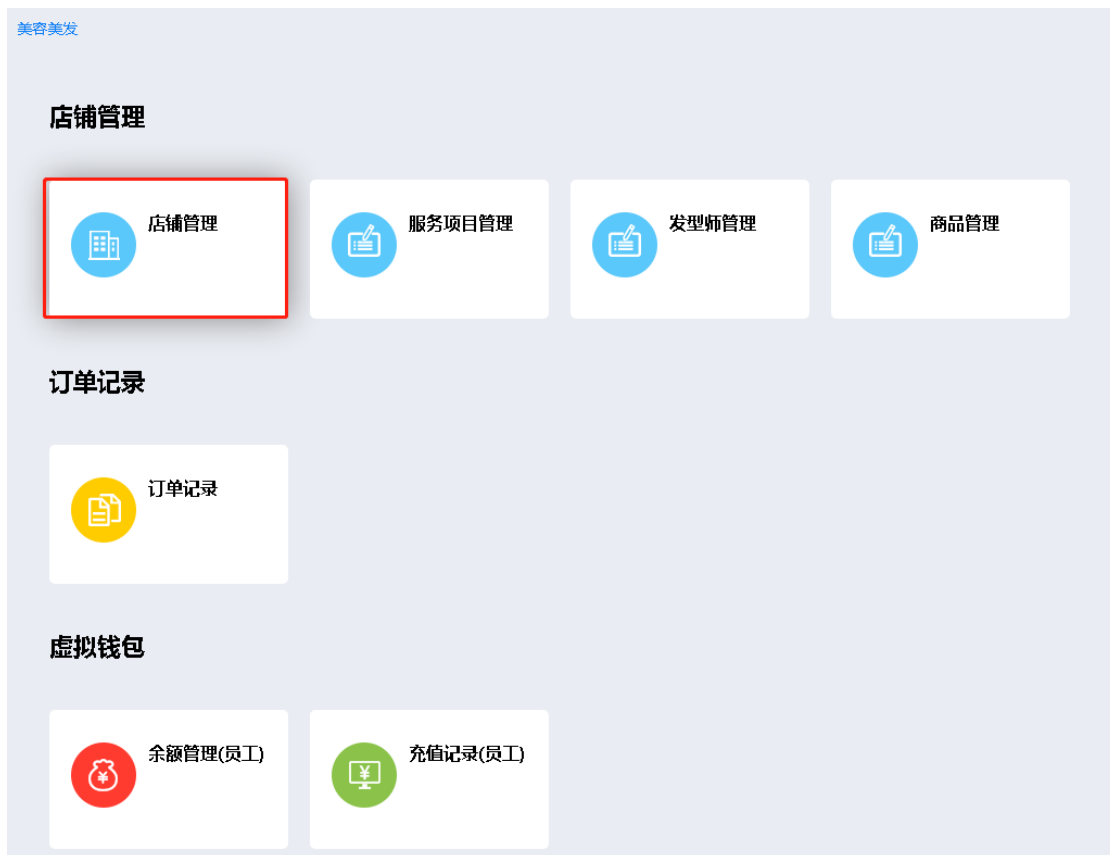 美容美发
店铺管理
店铺管理
服务项目管理
发型师管理
商品管理
订单记录
订单记录
虚拟钱包
余额管理(员工)
充值记录(员工)